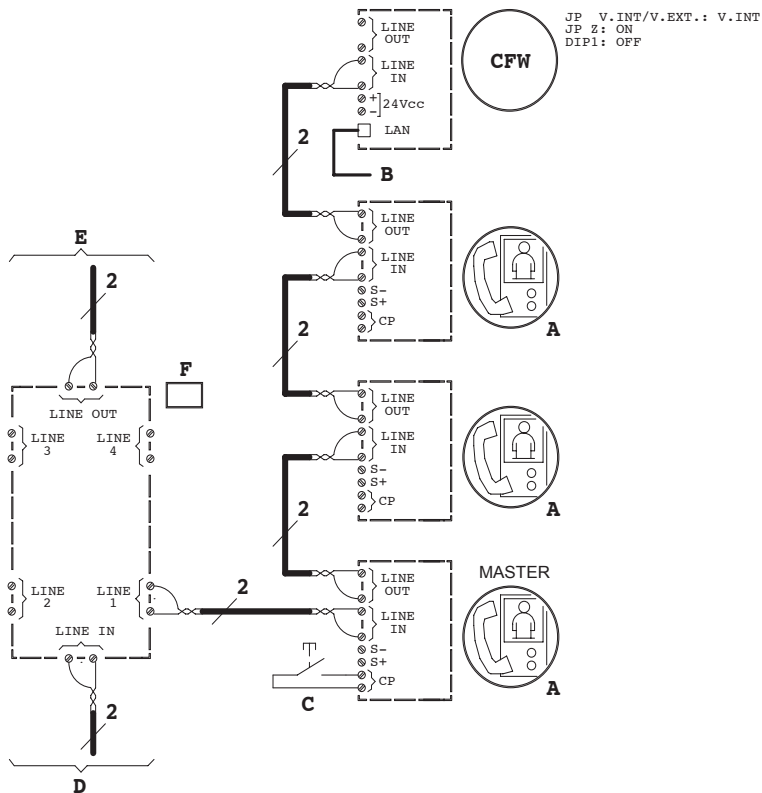 LINE
OUT
LINE
IN
+
-
24Vcc
LAN
CFW
JP V.INT/V.EXT.: V.INT
JP Z: ON
DIP1: OFF
2
B
LINE
OUT
LINE
IN
S-
S+
CP
A
2
E
2
F
LINE OUT
LINE
3
LINE
4
LINE
2
LINE
1
LINE IN
2
D
2
LINE
OUT
LINE
IN
S-
S+
CP
A
2
MASTER
LINE
OUT
LINE
IN
S-
S+
CP
A
C